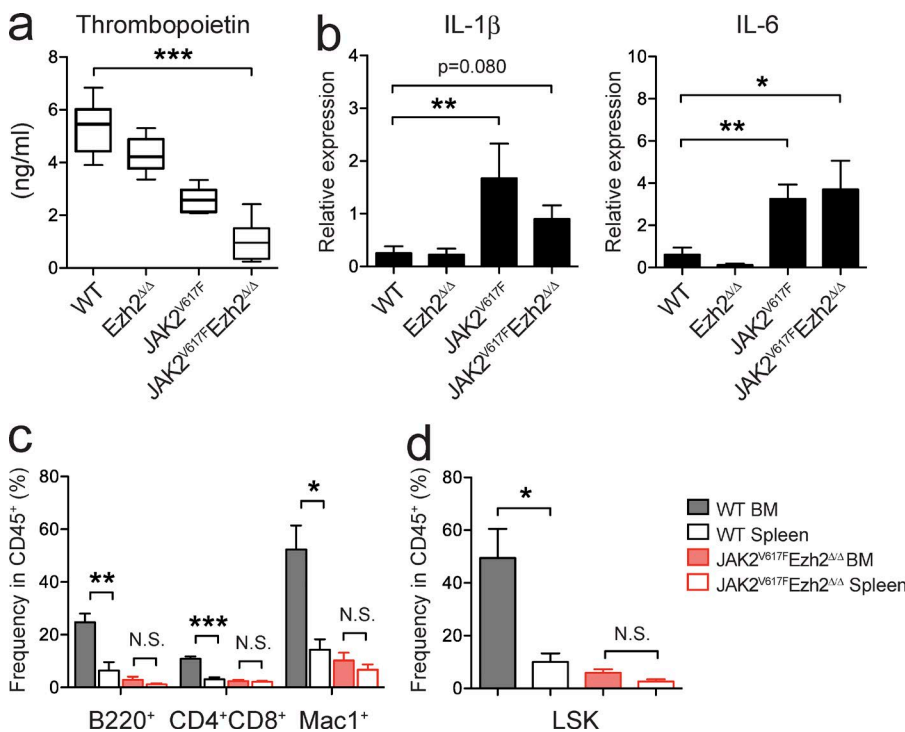 a
Thrombopoietin
8
6
4
2
0
(ng/ml)
***
WT
Ezh2Δ/Δ
JAK2V617F
JAK2V617FEzh2Δ/Δ
b
IL-1β
4
3
2
1
0
Relative expression
p=0.080
**
WT
Ezh2Δ/Δ
JAK2V617F
JAK2V617FEzh2Δ/Δ
IL-6
10
8
6
4
2
0
Relative expression
*
**
WT
Ezh2Δ/Δ
JAK2V617F
JAK2V617FEzh2Δ/Δ
c
80
60
40
20
0
Frequency in CD45+ (%)
**
N.S.
***
N.S.
*
N.S.
B220+
CD4+CD8+
Mac1+
d
80
60
40
20
0
Frequency in CD45+ (%)
*
N.S.
LSK
WT BM
WT Spleen
JAK2V617FEzh2Δ/Δ BM
JAK2V617FEzh2Δ/Δ Spleen